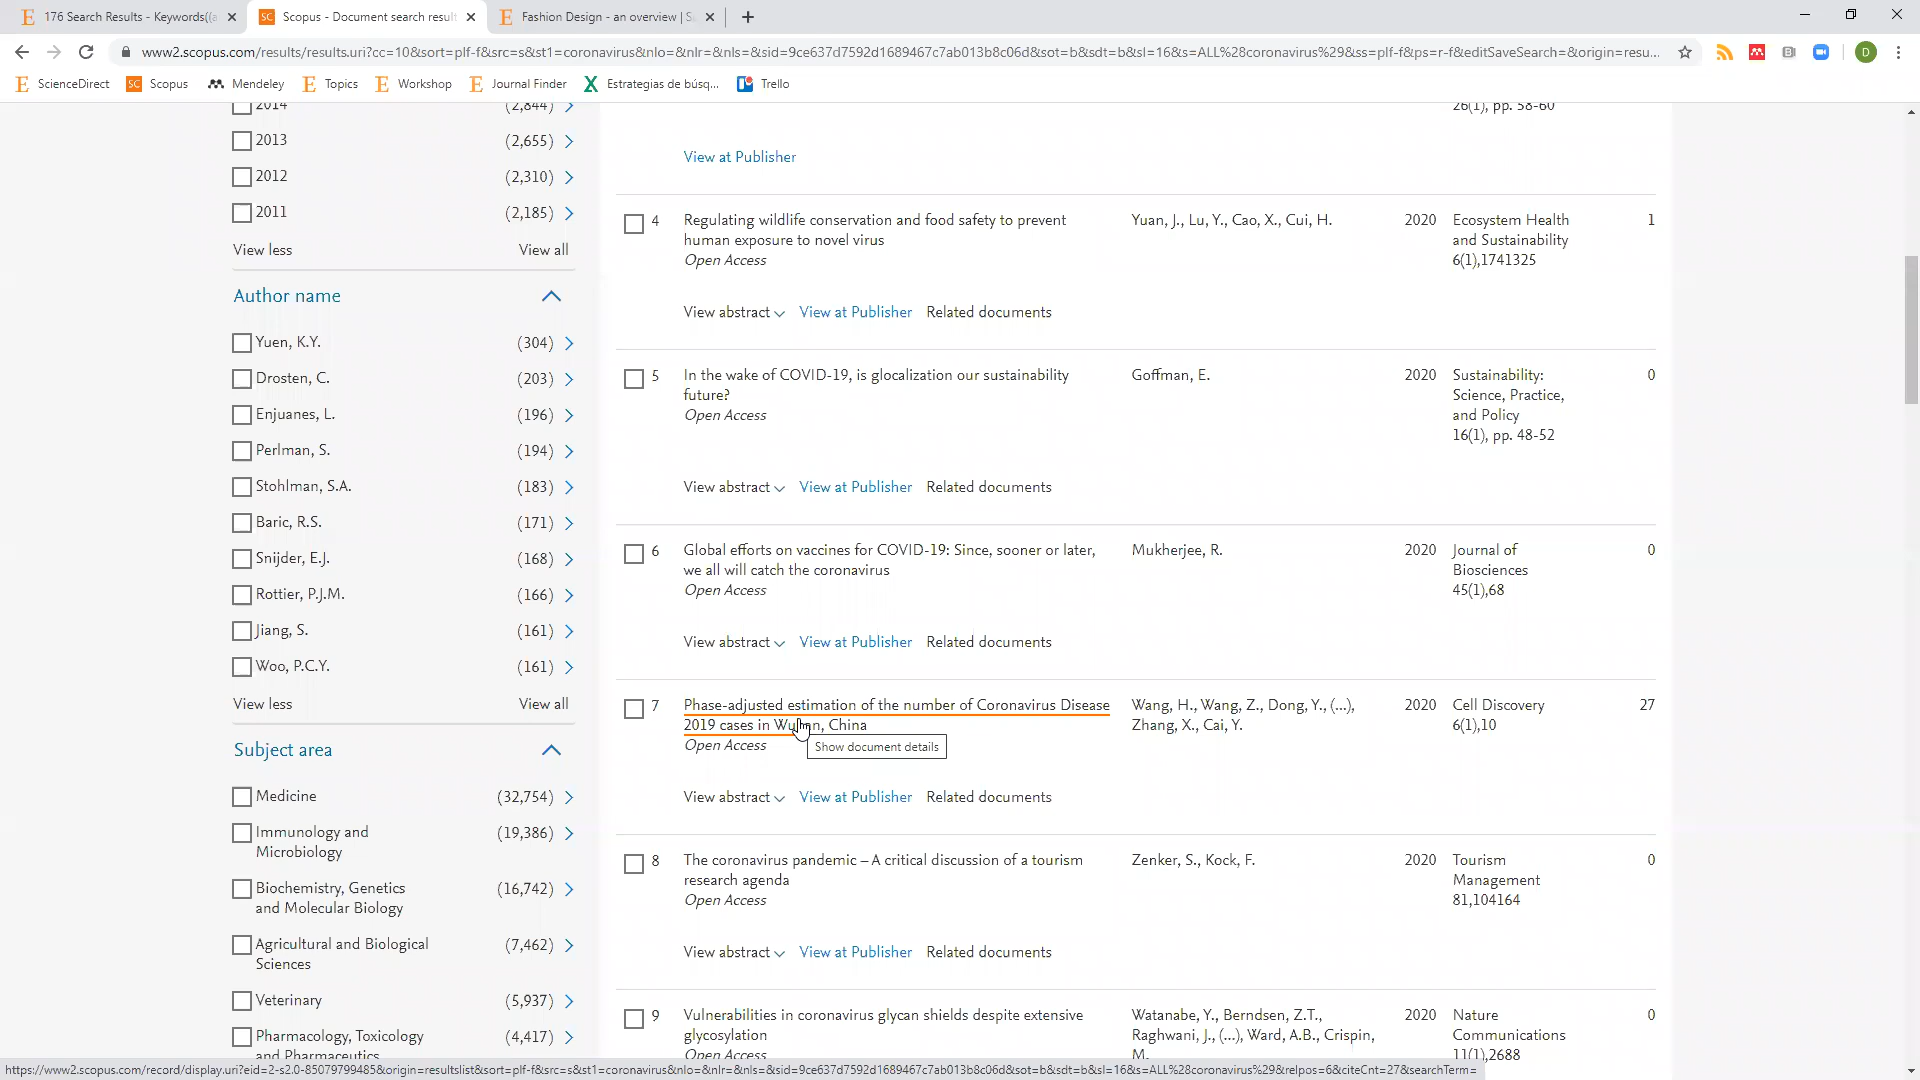 176 Search Results - Keywords((a
Scopus - Document search result
Fashion Design - an overview | S
www2.scopus.com/results/results.uri?cc=10&sort=plf-f&src=s&st1=coronavirus&nlo=&nlr=&nls=&sid=9ce637d7592d1689467c7ab013b8c06d&sot=b&sdt=b&sl=16&s=ALL%28coronavirus%29&ss=plf-f&ps=r-f&editSaveSearch=&origin=resu...
ScienceDirect
Scopus
Mendeley
Topics
Workshop
Journal Finder
Estrategias de búsq...
Trello
2014 (2,844)
2013 (2,655)
2012 (2,310)
2011 (2,185)
View less View all
Author name
Yuen, K.Y. (304)
Drosten, C. (203)
Enjuanes, L. (196)
Perlman, S. (194)
Stohlman, S.A. (183)
Baric, R.S. (171)
Snijder, E.J. (168)
Rottier, P.J.M. (166)
Jiang, S. (161)
Woo, P.C.Y. (161)
View less View all
Subject area
Medicine (32,754)
Immunology and (19,386)
Microbiology
Biochemistry, Genetics (16,742)
and Molecular Biology
Agricultural and Biological (7,462)
Sciences
Veterinary (5,937)
Pharmacology, Toxicology (4,417)
and Pharmaceutics
26(1), pp. 58-60
View at Publisher
4 Regulating wildlife conservation and food safety to prevent Yuan, J., Lu, Y., Cao, X., Cui, H. 2020 Ecosystem Health 1
human exposure to novel virus and Sustainability
Open Access 6(1),1741325
View abstract View at Publisher Related documents
5 In the wake of COVID-19, is glocalization our sustainability Goffman, E. 2020 Sustainability: 0
future? Science, Practice,
Open Access and Policy
16(1), pp. 48-52
View abstract View at Publisher Related documents
6 Global efforts on vaccines for COVID-19: Since, sooner or later, Mukherjee, R. 2020 Journal of 0
we all will catch the coronavirus Biosciences
Open Access 45(1),68
View abstract View at Publisher Related documents
7 Phase-adjusted estimation of the number of Coronavirus Disease Wang, H., Wang, Z., Dong, Y., (...), 2020 Cell Discovery 27
2019 cases in Wuhan, China Zhang, X., Cai, Y. 6(1),10
Open Access Show document details
View abstract View at Publisher Related documents
8 The coronavirus pandemic – A critical discussion of a tourism Zenker, S., Kock, F. 2020 Tourism 0
research agenda Management
Open Access 81,104164
View abstract View at Publisher Related documents
9 Vulnerabilities in coronavirus glycan shields despite extensive Watanabe, Y., Berndsen, Z.T., 2020 Nature 0
glycosylation Raghwani, J., (...), Ward, A.B., Crispin, Communications
Open Access M. 11(1),2688
https://www2.scopus.com/record/display.uri?eid=2-s2.0-85079799485&origin=resultslist&sort=plf-f&src=s&st1=coronavirus&nlo=&nlr=&nls=&sid=9ce637d7592d1689467c7ab013b8c06d&sot=b&sdt=b&sl=16&s=ALL%28coronavirus%29&relpos=6&citeCnt=27&searchTerm=